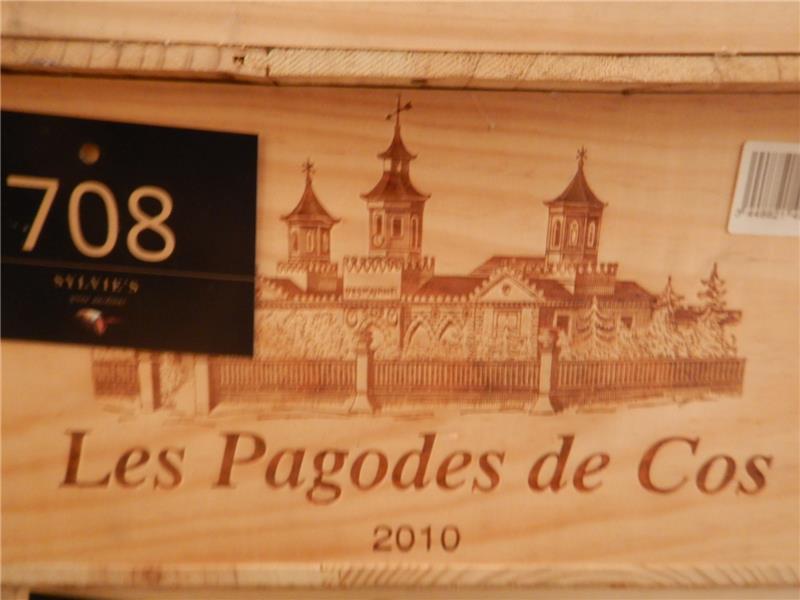 708
SYLVIE'S
Les Pagodes de Cos
2010